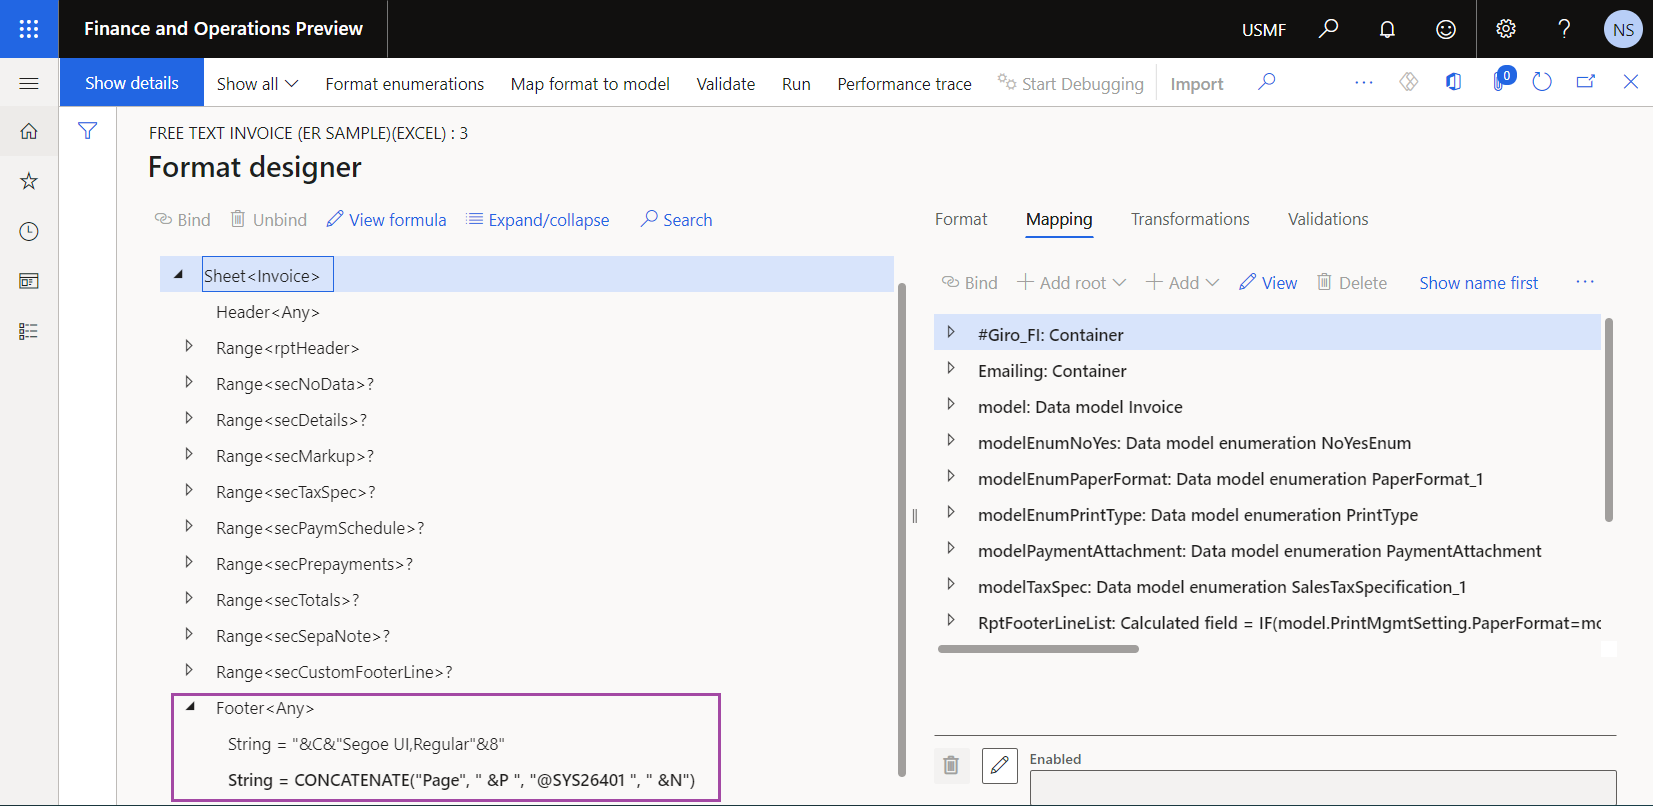 Finance and Operations Preview
USMF
NS
Show details
Show all
Format enumerations
Map format to model
Validate
Run
Performance trace
Start Debugging
Import
0
FREE TEXT INVOICE (ER SAMPLE)(EXCEL) : 3
Format designer
Bind
Unbind
View formula
Expand/collapse
Search
Sheet<Invoice>
Header<Any>
Range<rptHeader>
Range<secNoData>?
Range<secDetails>?
Range<secMarkup>?
Range<secTaxSpec>?
Range<secPaymSchedule>?
Range<secPrepayments>?
Range<secTotals>?
Range<secSepaNote>?
Range<secCustomFooterLine>?
Footer<Any>
String = "&C&"Segoe UI,Regular"&8"
String = CONCATENATE("Page", " &P ", "@SYS26401 ", " &N")
Format
Mapping
Transformations
Validations
Bind
Add root
Add
View
Delete
Show name first
#Giro_FI: Container
Emailing: Container
model: Data model Invoice
modelEnumNoYes: Data model enumeration NoYesEnum
modelEnumPaperFormat: Data model enumeration PaperFormat_1
modelEnumPrintType: Data model enumeration PrintType
modelPaymentAttachment: Data model enumeration PaymentAttachment
modelTaxSpec: Data model enumeration SalesTaxSpecification_1
RptFooterLineList: Calculated field = IF(model.PrintMgmtSetting.PaperFormat=mo
Enabled